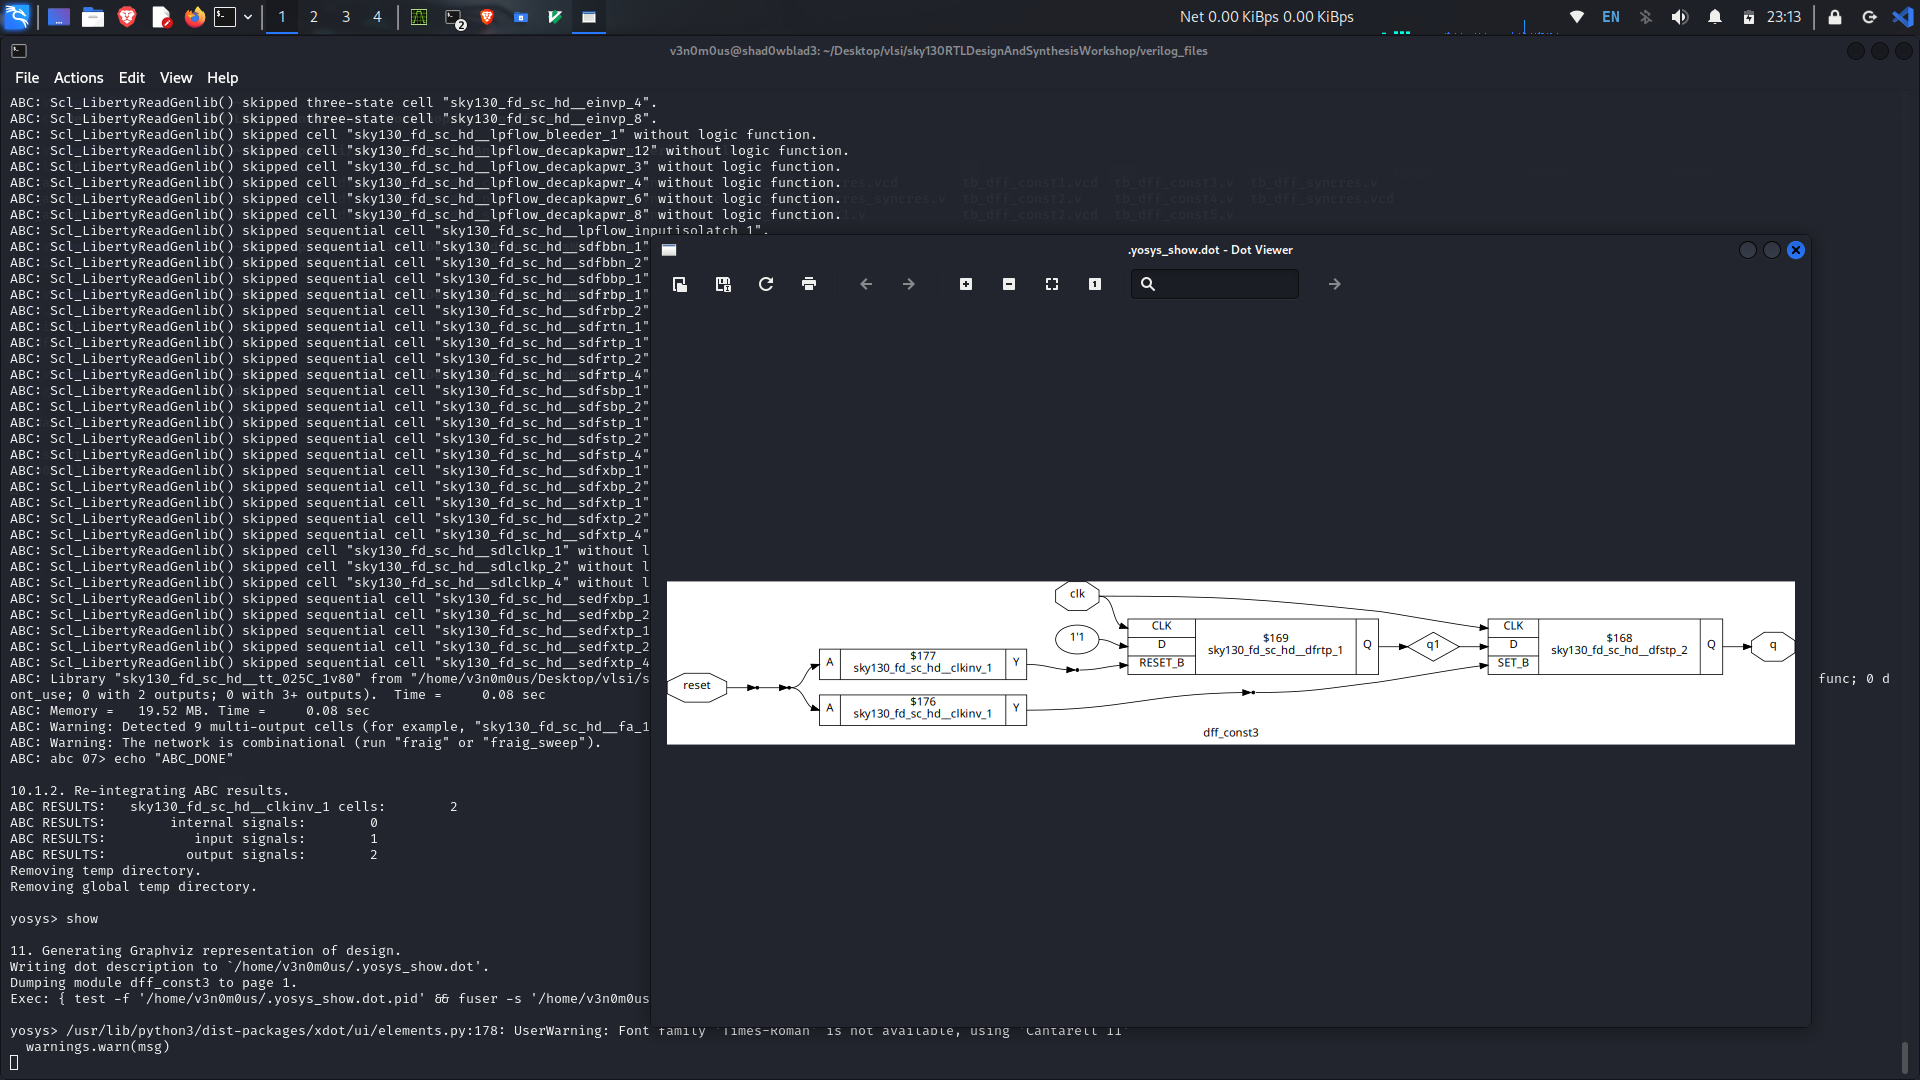 1 2 3 4
2
Net 0.00 KiBps 0.00 KiBps
EN
23:13
v3n0m0us@shad0wblad3: ~/Desktop/vlsi/sky130RTLDesignAndSynthesisWorkshop/verilog_files
File Actions Edit View Help
ABC: Scl_LibertyReadGenlib() skipped three-state cell "sky130_fd_sc_hd__einvp_4".
ABC: Scl_LibertyReadGenlib() skipped three-state cell "sky130_fd_sc_hd__einvp_8".
ABC: Scl_LibertyReadGenlib() skipped cell "sky130_fd_sc_hd__lpflow_bleeder_1" without logic function.
ABC: Scl_LibertyReadGenlib() skipped cell "sky130_fd_sc_hd__lpflow_decapkapwr_12" without logic function.
ABC: Scl_LibertyReadGenlib() skipped cell "sky130_fd_sc_hd__lpflow_decapkapwr_3" without logic function.
ABC: Scl_LibertyReadGenlib() skipped cell "sky130_fd_sc_hd__lpflow_decapkapwr_4" without logic function.
ABC: Scl_LibertyReadGenlib() skipped cell "sky130_fd_sc_hd__lpflow_decapkapwr_6" without logic function.
ABC: Scl_LibertyReadGenlib() skipped cell "sky130_fd_sc_hd__lpflow_decapkapwr_8" without logic function.
ABC: Scl_LibertyReadGenlib() skipped sequential cell "sky130_fd_sc_hd__lpflow_inputisolatch_1".
ABC: Scl_LibertyReadGenlib() skipped sequential cell "sky130_fd_sc_hd__sdfbbn_1"
ABC: Scl_LibertyReadGenlib() skipped sequential cell "sky130_fd_sc_hd__sdfbbn_2"
ABC: Scl_LibertyReadGenlib() skipped sequential cell "sky130_fd_sc_hd__sdfbbp_1"
ABC: Scl_LibertyReadGenlib() skipped sequential cell "sky130_fd_sc_hd__sdfrbp_1"
ABC: Scl_LibertyReadGenlib() skipped sequential cell "sky130_fd_sc_hd__sdfrbp_2"
ABC: Scl_LibertyReadGenlib() skipped sequential cell "sky130_fd_sc_hd__sdfrtn_1"
ABC: Scl_LibertyReadGenlib() skipped sequential cell "sky130_fd_sc_hd__sdfrtp_1"
ABC: Scl_LibertyReadGenlib() skipped sequential cell "sky130_fd_sc_hd__sdfrtp_2"
ABC: Scl_LibertyReadGenlib() skipped sequential cell "sky130_fd_sc_hd__sdfrtp_4"
ABC: Scl_LibertyReadGenlib() skipped sequential cell "sky130_fd_sc_hd__sdfsbp_1"
ABC: Scl_LibertyReadGenlib() skipped sequential cell "sky130_fd_sc_hd__sdfsbp_2"
ABC: Scl_LibertyReadGenlib() skipped sequential cell "sky130_fd_sc_hd__sdfstp_1"
ABC: Scl_LibertyReadGenlib() skipped sequential cell "sky130_fd_sc_hd__sdfstp_2"
ABC: Scl_LibertyReadGenlib() skipped sequential cell "sky130_fd_sc_hd__sdfstp_4"
ABC: Scl_LibertyReadGenlib() skipped sequential cell "sky130_fd_sc_hd__sdfxbp_1"
ABC: Scl_LibertyReadGenlib() skipped sequential cell "sky130_fd_sc_hd__sdfxbp_2"
ABC: Scl_LibertyReadGenlib() skipped sequential cell "sky130_fd_sc_hd__sdfxtp_1"
ABC: Scl_LibertyReadGenlib() skipped sequential cell "sky130_fd_sc_hd__sdfxtp_2"
ABC: Scl_LibertyReadGenlib() skipped sequential cell "sky130_fd_sc_hd__sdfxtp_4"
ABC: Scl_LibertyReadGenlib() skipped cell "sky130_fd_sc_hd__sdlclkp_1" without l
ABC: Scl_LibertyReadGenlib() skipped cell "sky130_fd_sc_hd__sdlclkp_2" without l
ABC: Scl_LibertyReadGenlib() skipped cell "sky130_fd_sc_hd__sdlclkp_4" without l
ABC: Scl_LibertyReadGenlib() skipped sequential cell "sky130_fd_sc_hd__sedfxbp_1
ABC: Scl_LibertyReadGenlib() skipped sequential cell "sky130_fd_sc_hd__sedfxbp_2
ABC: Scl_LibertyReadGenlib() skipped sequential cell "sky130_fd_sc_hd__sedfxtp_1
ABC: Scl_LibertyReadGenlib() skipped sequential cell "sky130_fd_sc_hd__sedfxtp_2
ABC: Scl_LibertyReadGenlib() skipped sequential cell "sky130_fd_sc_hd__sedfxtp_4
ABC: Library "sky130_fd_sc_hd__tt_025C_1v80" from "/home/v3n0m0us/Desktop/vlsi/s
func; 0 d
ont_use; 0 with 2 outputs; 0 with 3+ outputs). Time = 0.08 sec
ABC: Memory = 19.52 MB. Time = 0.08 sec
ABC: Warning: Detected 9 multi-output cells (for example, "sky130_fd_sc_hd__fa_1
ABC: Warning: The network is combinational (run "fraig" or "fraig_sweep").
ABC: abc 07> echo "ABC_DONE"
10.1.2. Re-integrating ABC results.
ABC RESULTS: sky130_fd_sc_hd__clkinv_1 cells: 2
ABC RESULTS: internal signals: 0
ABC RESULTS: input signals: 1
ABC RESULTS: output signals: 2
Removing temp directory.
Removing global temp directory.
yosys> show
11. Generating Graphviz representation of design.
Writing dot description to `/home/v3n0m0us/.yosys_show.dot'.
Dumping module dff_const3 to page 1.
Exec: { test -f '/home/v3n0m0us/.yosys_show.dot.pid' && fuser -s '/home/v3n0m0us
yosys> /usr/lib/python3/dist-packages/xdot/ui/elements.py:178: UserWarning: Font family 'Times-Roman' is not available, using 'Cantarell 11'
warnings.warn(msg)
.yosys_show.dot - Dot Viewer
1
clk
1'1
CLK
D
RESET_B
$169
sky130_fd_sc_hd__dfrtp_1
Q
q1
CLK
D
SET_B
$168
sky130_fd_sc_hd__dfstp_2
Q
q
reset
A
$177
sky130_fd_sc_hd__clkinv_1
Y
A
$176
sky130_fd_sc_hd__clkinv_1
Y
dff_const3